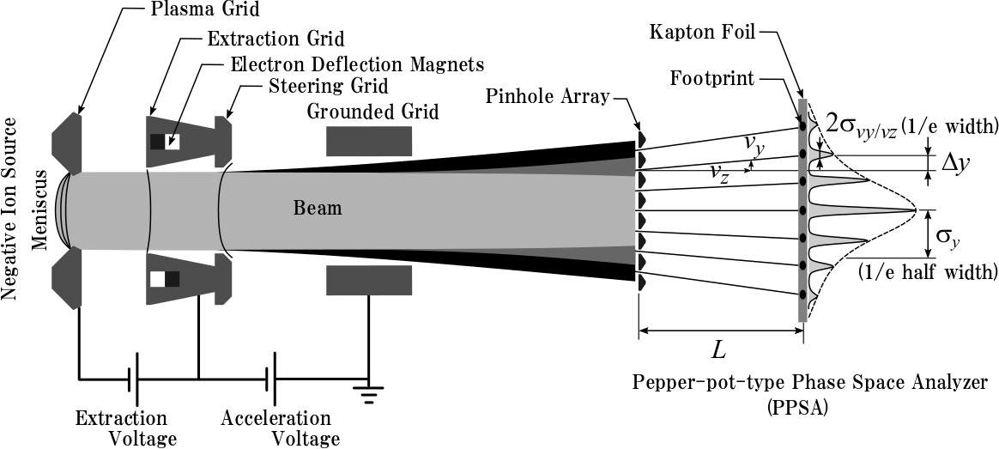 Plasma Grid
Extraction Grid
Electron Deflection Magnets
Steering Grid
Grounded Grid
Negative Ion Source
Meniscus
Beam
Extraction
Voltage
Acceleration
Voltage
Pinhole Array
Kapton Foil
Footprint
vy
vz
2σvy/vz (1/e width)
Δy
σy
(1/e half width)
L
Pepper-pot-type Phase Space Analyzer
(PPSA)